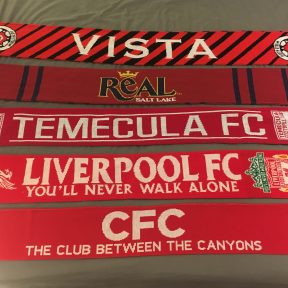 VISTA
REAL
SALT LAKE
TEMECULA FC
LIVERPOOL FC
YOU'LL NEVER WALK ALONE
CFC
THE CLUB BETWEEN THE CANYONS